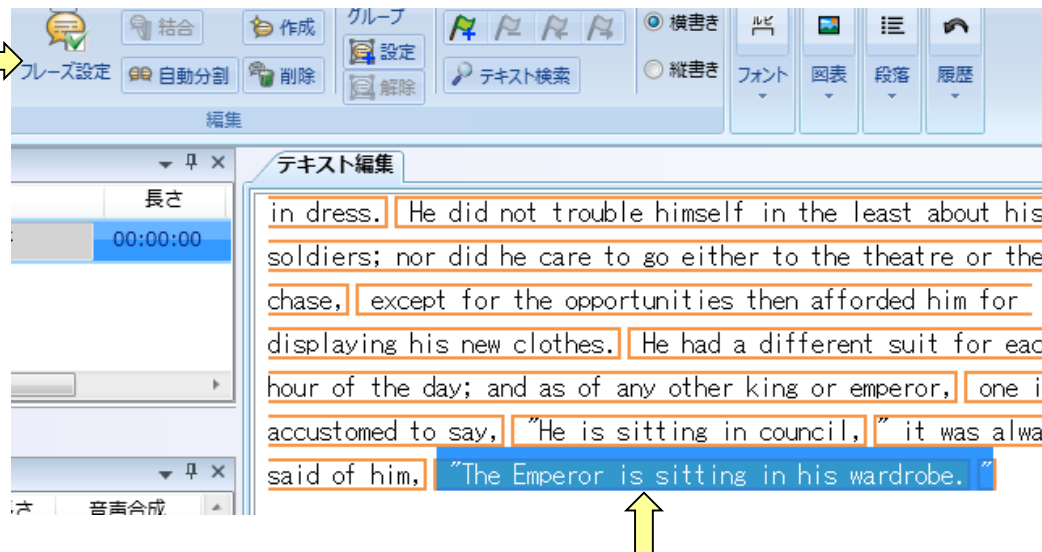 結合 作成 グループ 横書き
フレーズ設定 自動分割 削除 設定 解除 テキスト検索 縦書き フォント 図表 段落 履歴
編集
テキスト編集
長さ
00:00:00
in dress. He did not trouble himself in the least about his
soldiers; nor did he care to go either to the theatre or the
chase, except for the opportunities then afforded him for
displaying his new clothes. He had a different suit for
hour of the day; and as of any other king or emperor, one
accustomed to say, "He is sitting in council," it was
said of him, "The Emperor is sitting in his wardrobe."
音声合成